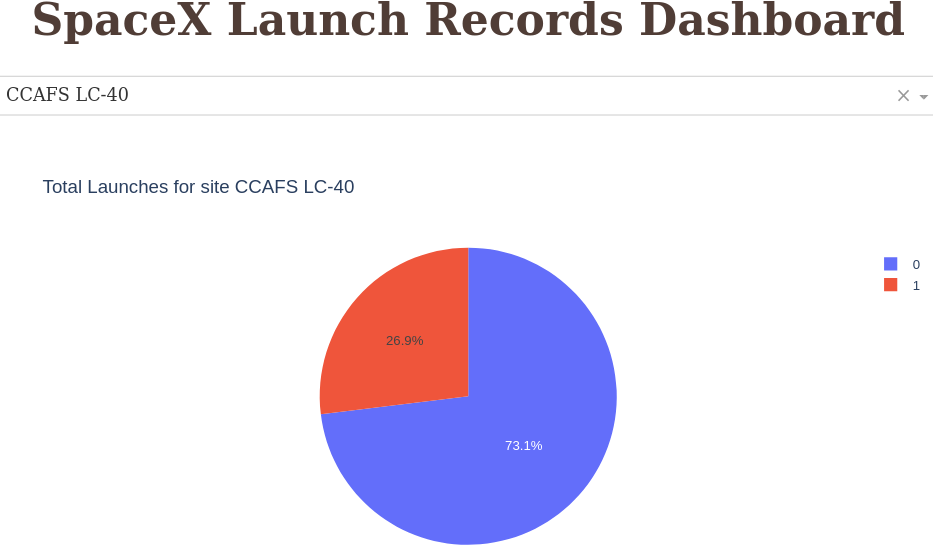 SpaceX Launch Records Dashboard
CCAFS LC-40
Total Launches for site CCAFS LC-40
0
1
26.9%
73.1%